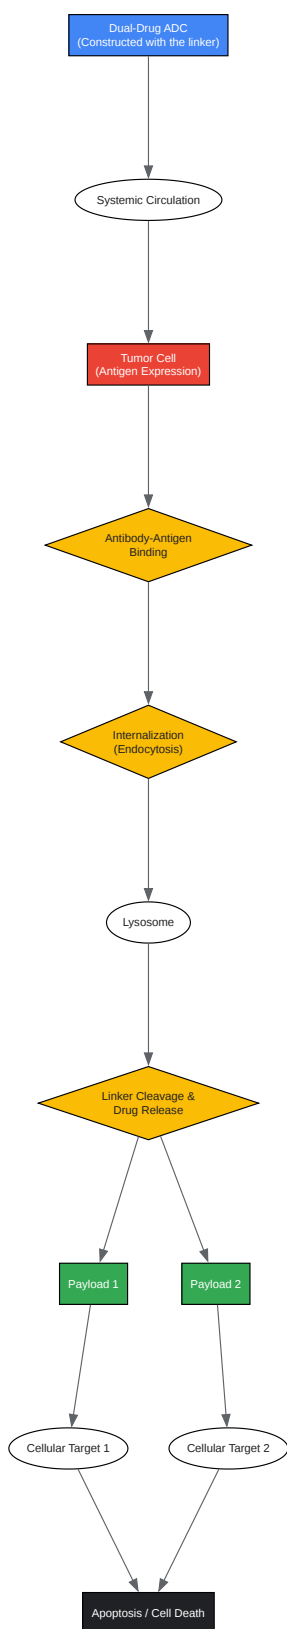 Dual-Drug ADC
(Constructed with the linker)
Systemic Circulation
Tumor Cell
(Antigen Expression)
Antibody-Antigen
Binding
Internalization
(Endocytosis)
Lysosome
Linker Cleavage &
Drug Release
Payload 1
Payload 2
Cellular Target 1
Cellular Target 2
Apoptosis / Cell Death